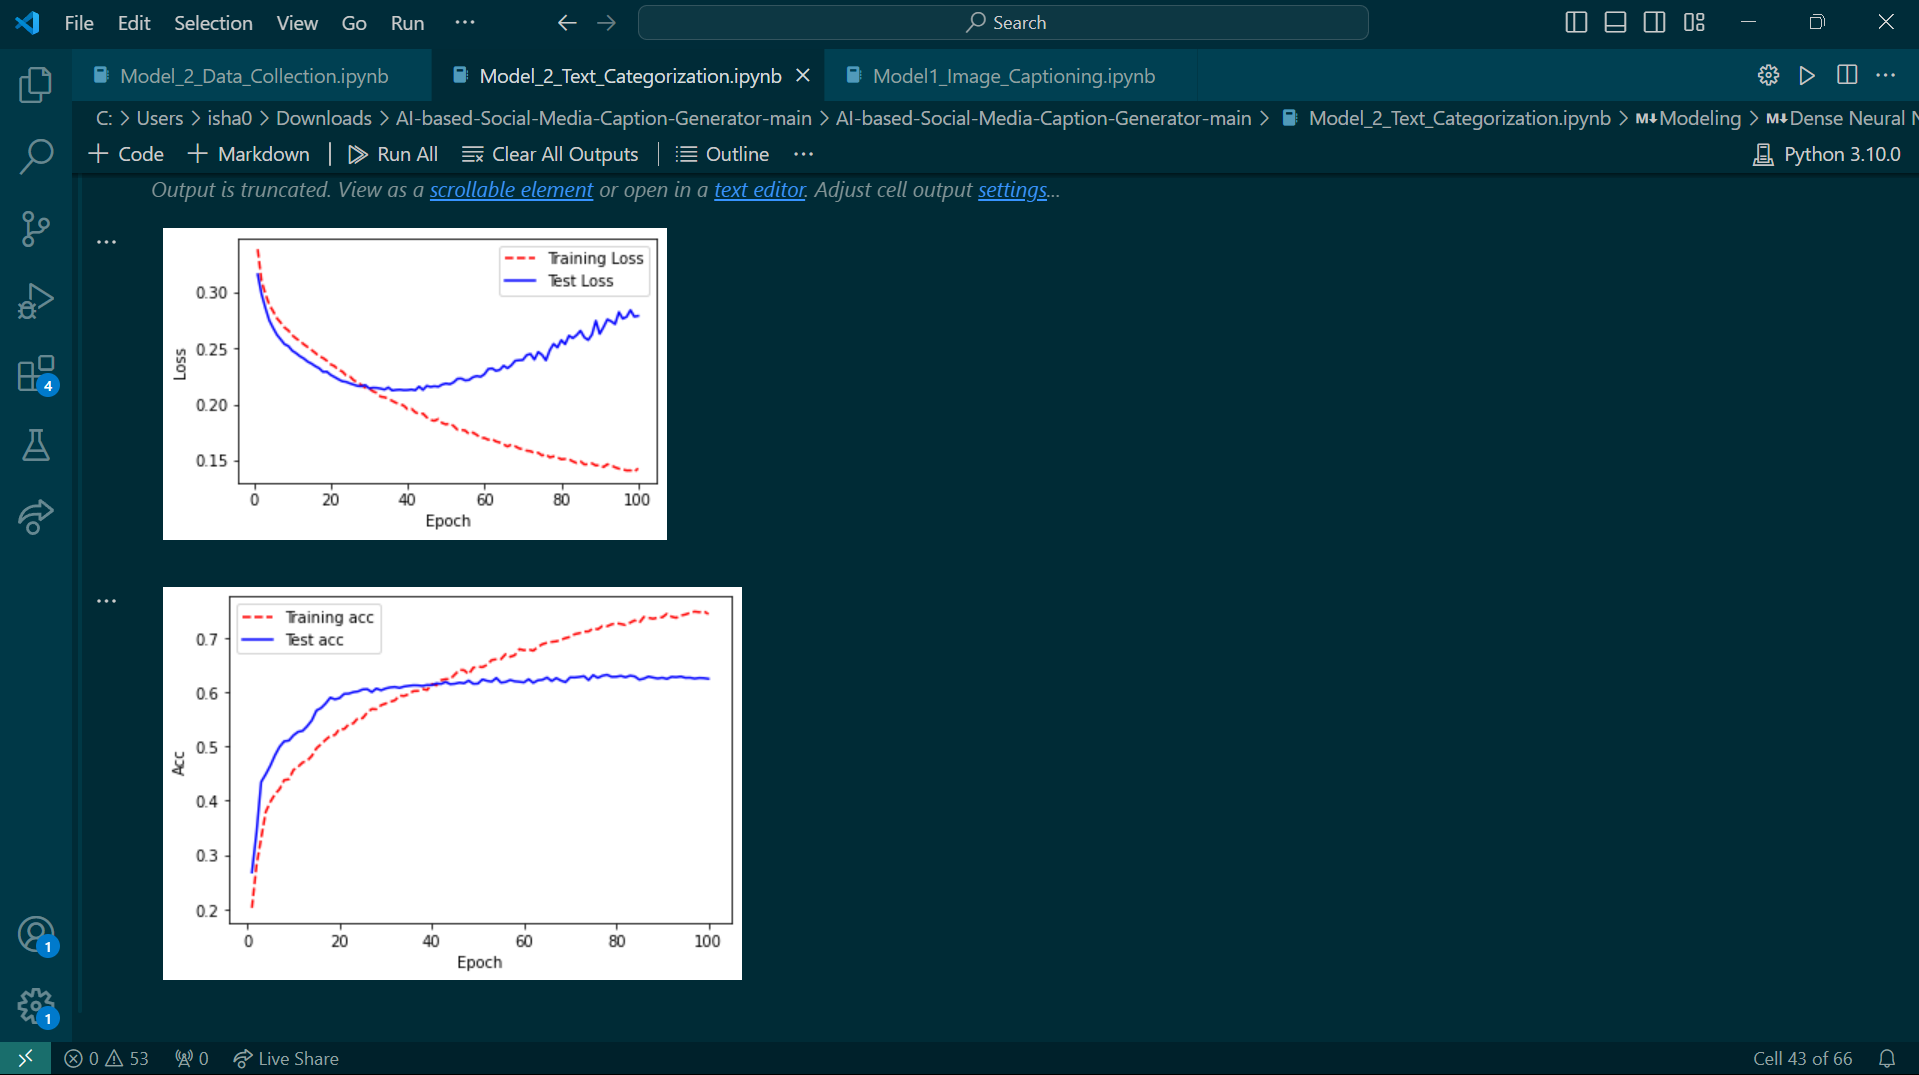 File Edit Selection View Go Run ··· Search
Model_2_Data_Collection.ipynb Model_2_Text_Categorization.ipynb Model1_Image_Captioning.ipynb
C: > Users > isha0 > Downloads > AI-based-Social-Media-Caption-Generator-main > AI-based-Social-Media-Caption-Generator-main > Model_2_Text_Categorization.ipynb > M↓Modeling > M↓Dense Neural N
+ Code + Markdown Run All Clear All Outputs Outline ··· Python 3.10.0
Output is truncated. View as a scrollable element or open in a text editor. Adjust cell output settings...
Training Loss
Test Loss
0.30
0.25
0.20
0.15
Loss
0 20 40 60 80 100
Epoch
Training acc
Test acc
0.7
0.6
0.5
0.4
0.3
0.2
Acc
0 20 40 60 80 100
Epoch
4
1
1
0 53 0 Live Share Cell 43 of 66